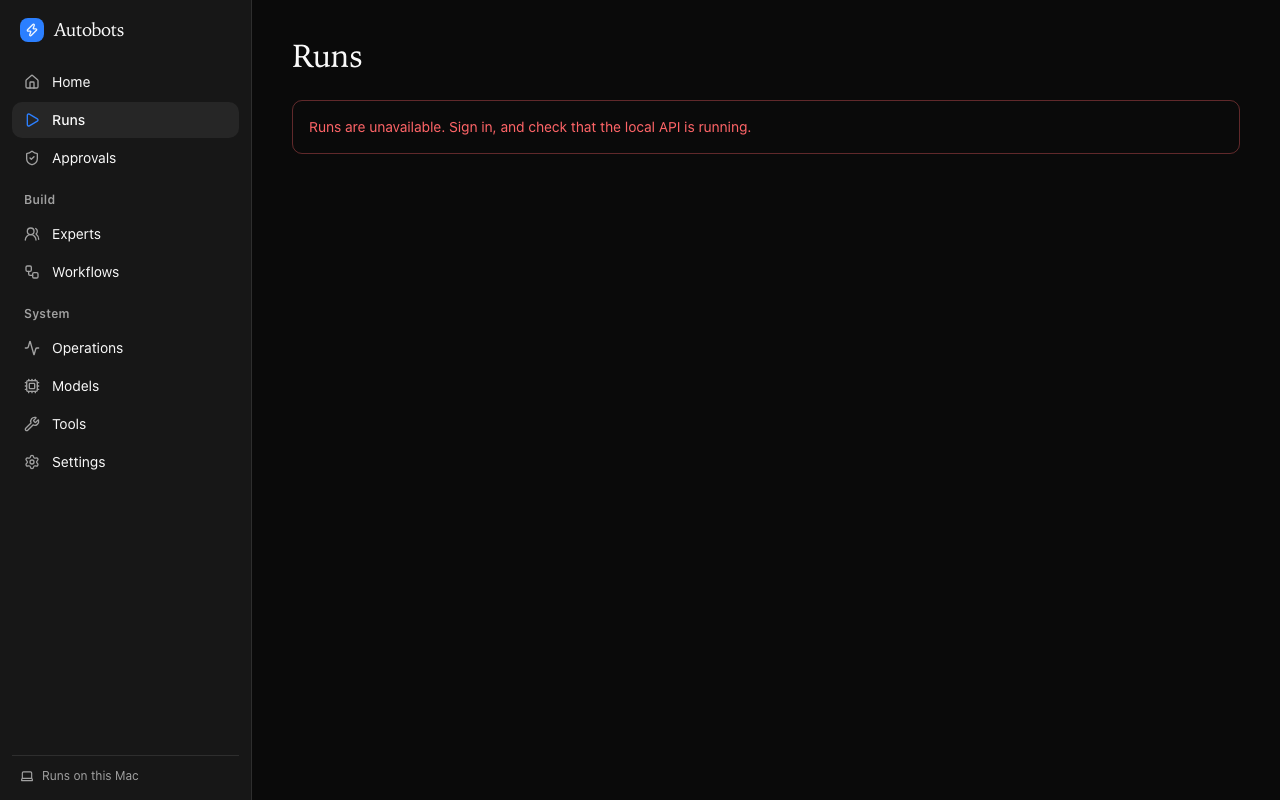 Autobots
Home
Runs
Approvals
Build
Experts
Workflows
System
Operations
Models
Tools
Settings
Runs on this Mac
Runs
Runs are unavailable. Sign in, and check that the local API is running.